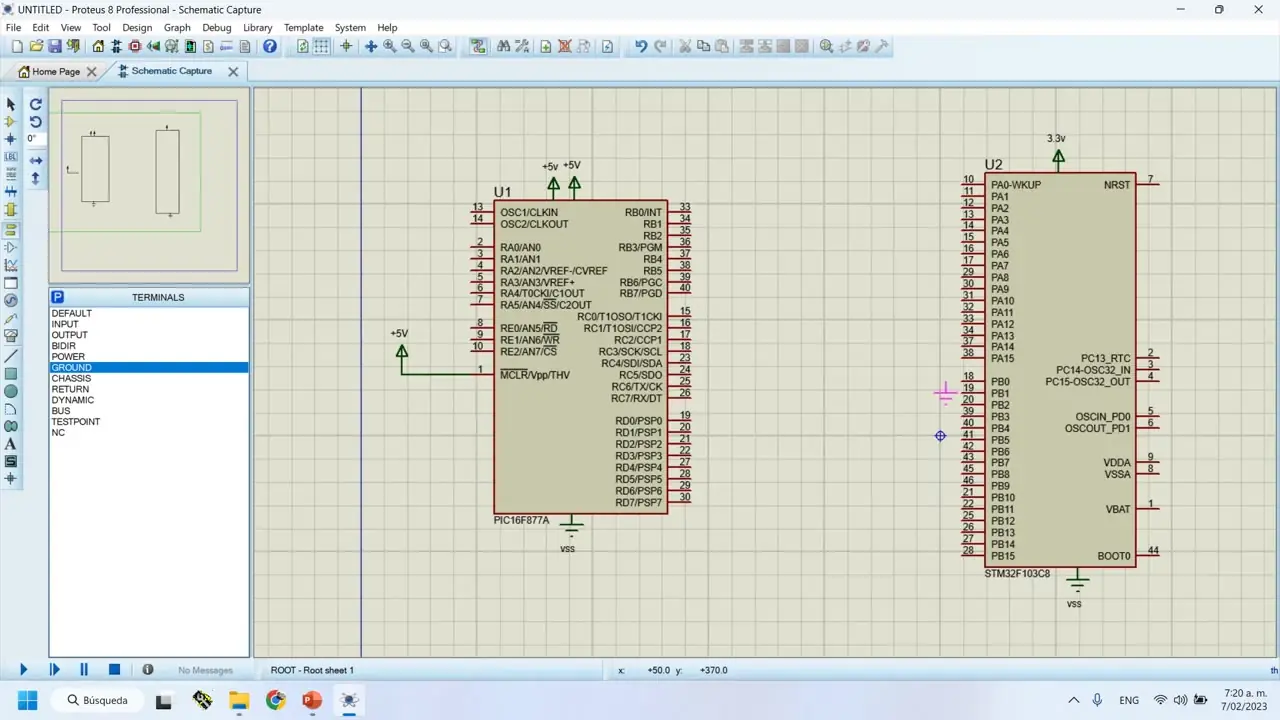 UNTITLED - Proteus 8 Professional - Schematic Capture
File Edit View Tool Design Graph Debug Library Template System Help
Home Page
Schematic Capture
0°
LBL
P
TERMINALS
DEFAULT
INPUT
OUTPUT
BIDIR
POWER
GROUND
CHASSIS
RETURN
DYNAMIC
BUS
TESTPOINT
NC
A
+5v +5V
U1
13 OSC1/CLKIN RB0/INT 33
14 OSC2/CLKOUT RB1 34
RB2 35
2 RA0/AN0 RB3/PGM 36
3 RA1/AN1 RB4 37
4 RA2/AN2/VREF-/CVREF RB5 38
5 RA3/AN3/VREF+ RB6/PGC 39
6 RA4/T0CKI/C1OUT RB7/PGD 40
7 RA5/AN4/SS/C2OUT
RC0/T1OSO/T1CKI 15
8 RE0/AN5/RD RC1/T1OSI/CCP2 16
9 RE1/AN6/WR RC2/CCP1 17
10 RE2/AN7/CS RC3/SCK/SCL 18
RC4/SDI/SDA 23
+5V
1 MCLR/Vpp/THV RC5/SDO 24
RC6/TX/CK 25
RC7/RX/DT 26
RD0/PSP0 19
RD1/PSP1 20
RD2/PSP2 21
RD3/PSP3 22
RD4/PSP4 27
RD5/PSP5 28
RD6/PSP6 29
RD7/PSP7 30
PIC16F877A
VSS
3.3v
U2
10 PA0-WKUP NRST 7
11 PA1
12 PA2
13 PA3
14 PA4
15 PA5
16 PA6
17 PA7
29 PA8
30 PA9
31 PA10
32 PA11
33 PA12
34 PA13
37 PA14
38 PA15 PC13_RTC 2
PC14-OSC32_IN 3
18 PB0 PC15-OSC32_OUT 4
19 PB1
20 PB2
39 PB3 OSCIN_PD0 5
40 PB4 OSCOUT_PD1 6
41 PB5
42 PB6
43 PB7 VDDA 9
45 PB8 VSSA 8
46 PB9
21 PB10
22 PB11 VBAT 1
25 PB12
26 PB13
27 PB14
28 PB15 BOOT0 44
STM32F103C8
VSS
No Messages
ROOT - Root sheet 1
x: +50.0 y: +370.0
th
Búsqueda
ENG
7:20 a. m.
7/02/2023